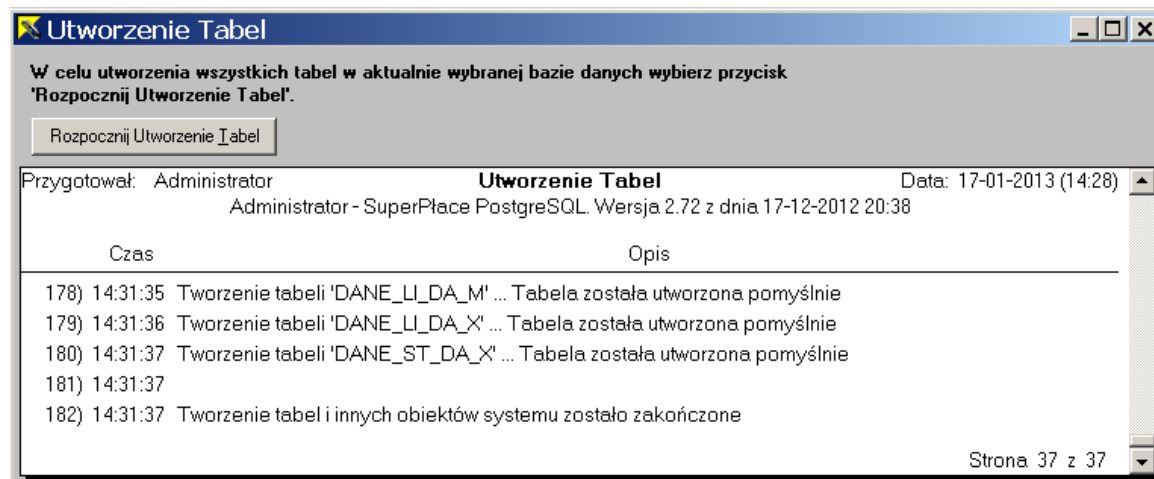 Utworzenie Tabel
W celu utworzenia wszystkich tabel w aktualnie wybranej bazie danych wybierz przycisk
'Rozpocznij Utworzenie Tabel'.
Rozpocznij Utworzenie Tabel
Przygotował: Administrator Utworzenie Tabel Data: 17-01-2013 (14:28)
Administrator - SuperPłace PostgreSQL. Wersja 2.72 z dnia 17-12-2012 20:38
Czas Opis
178) 14:31:35 Tworzenie tabeli 'DANE_LI_DA_M' ... Tabela została utworzona pomyślnie
179) 14:31:36 Tworzenie tabeli 'DANE_LI_DA_X' ... Tabela została utworzona pomyślnie
180) 14:31:37 Tworzenie tabeli 'DANE_ST_DA_X' ... Tabela została utworzona pomyślnie
181) 14:31:37
182) 14:31:37 Tworzenie tabel i innych obiektów systemu zostało zakończone
Strona 37 z 37